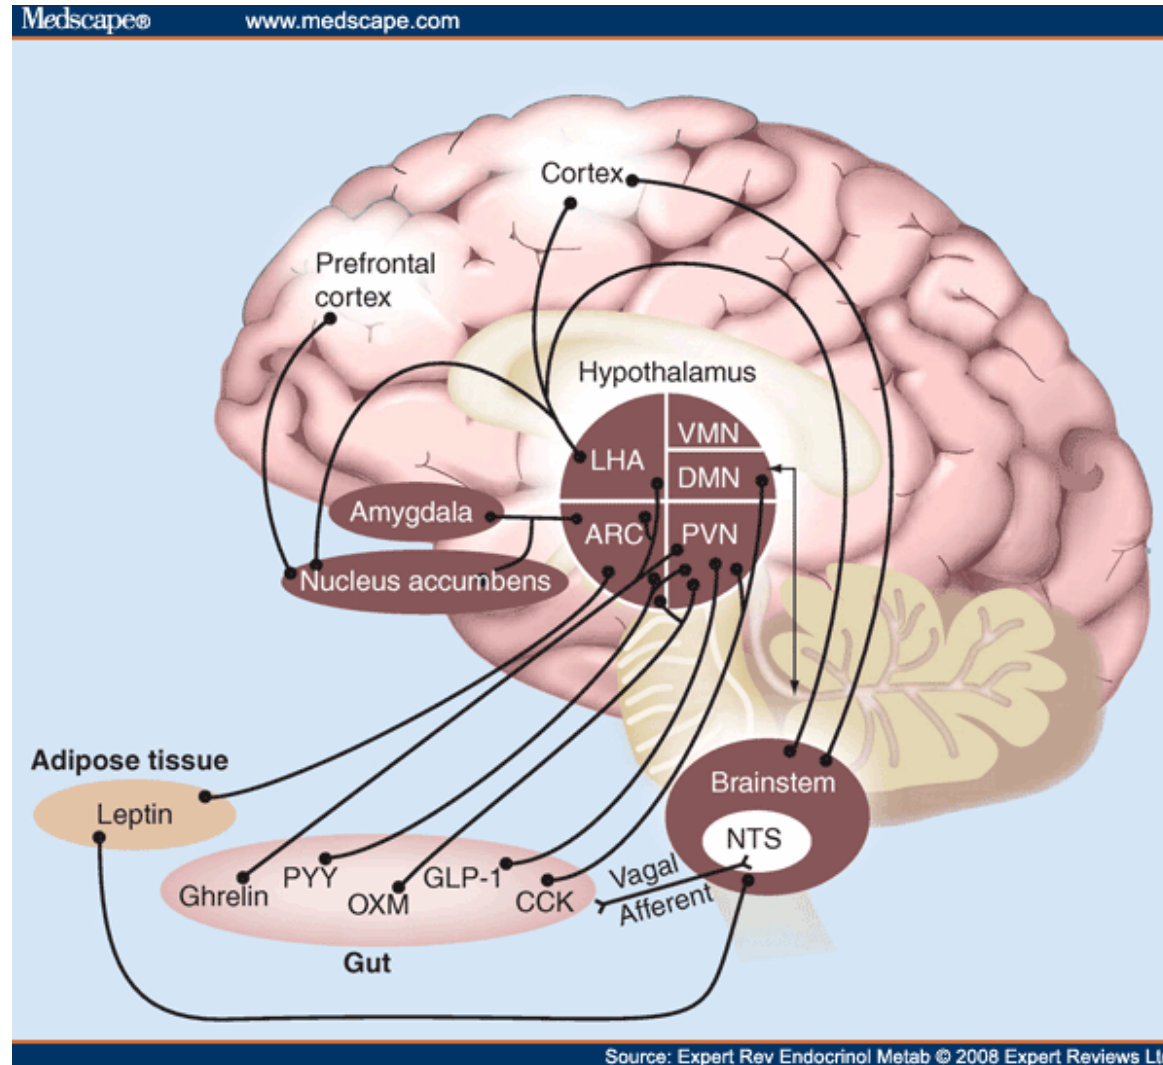 Medscape® www.medscape.com
Cortex
Prefrontal
cortex
Hypothalamus
VMN
LHA
DMN
Amygdala
ARC
PVN
Nucleus accumbens
Adipose tissue
Leptin
Brainstem
NTS
Ghrelin
PYY
OXM
GLP-1
CCK
Vagal
Afferent
Gut
Source: Expert Rev Endocrinol Metab © 2008 Expert Reviews Lt